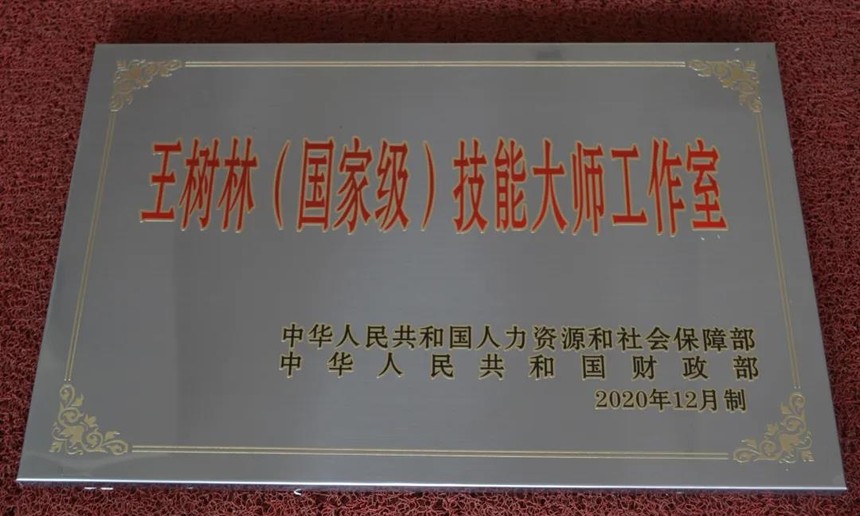 王树林（国家级）技能大师工作室
中华人民共和国人力资源和社会保障部
中华人民共和国财政部
2020年12月制